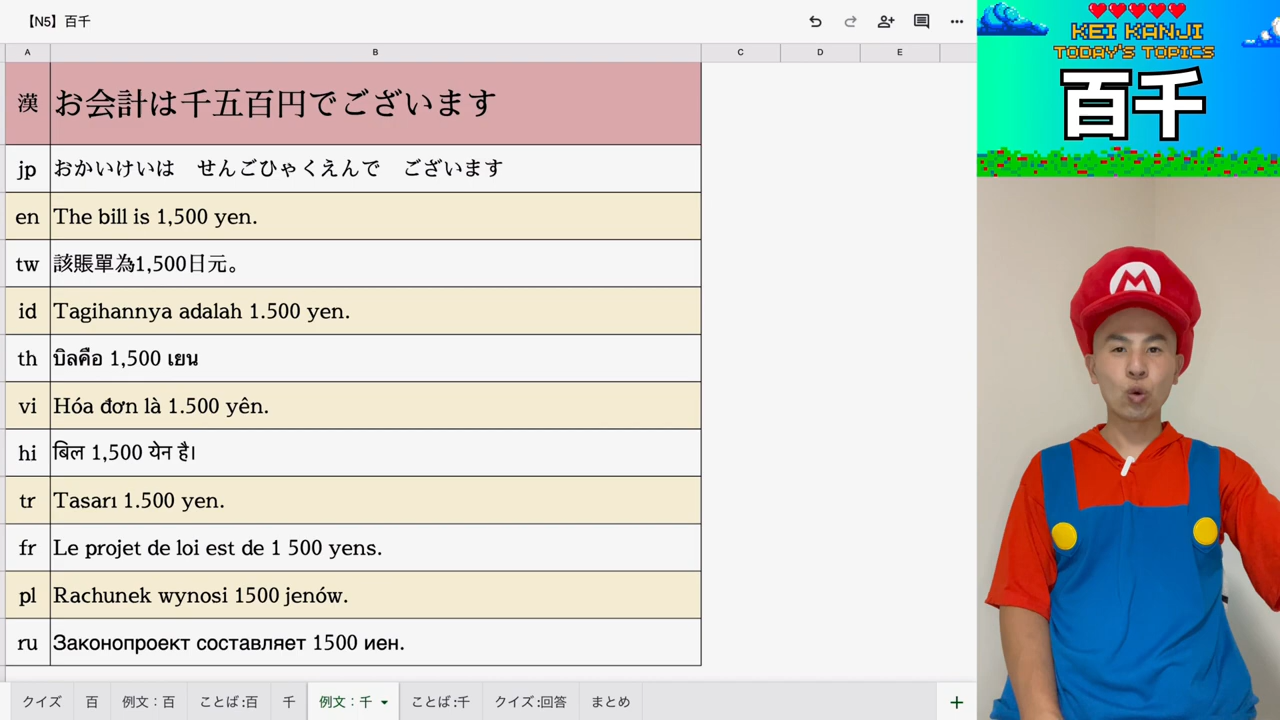 【N5】百千
A
B
C
D
E
漢
お会計は千五百円でございます
jp
おかいけいは　せんごひゃくえんで　ございます
en
The bill is 1,500 yen.
tw
該賬單為1,500日元。
id
Tagihannya adalah 1.500 yen.
th
บิลคือ 1,500 เยน
vi
Hóa đơn là 1.500 yên.
hi
बिल 1,500 येन है।
tr
Tasarı 1.500 yen.
fr
Le projet de loi est de 1 500 yens.
pl
Rachunek wynosi 1500 jenów.
ru
Законопроект составляет 1500 иен.
クイズ
百
例文：百
ことば:百
千
例文：千
ことば:千
クイズ:回答
まとめ
KEI KANJI
TODAY'S TOPICS
百千
M